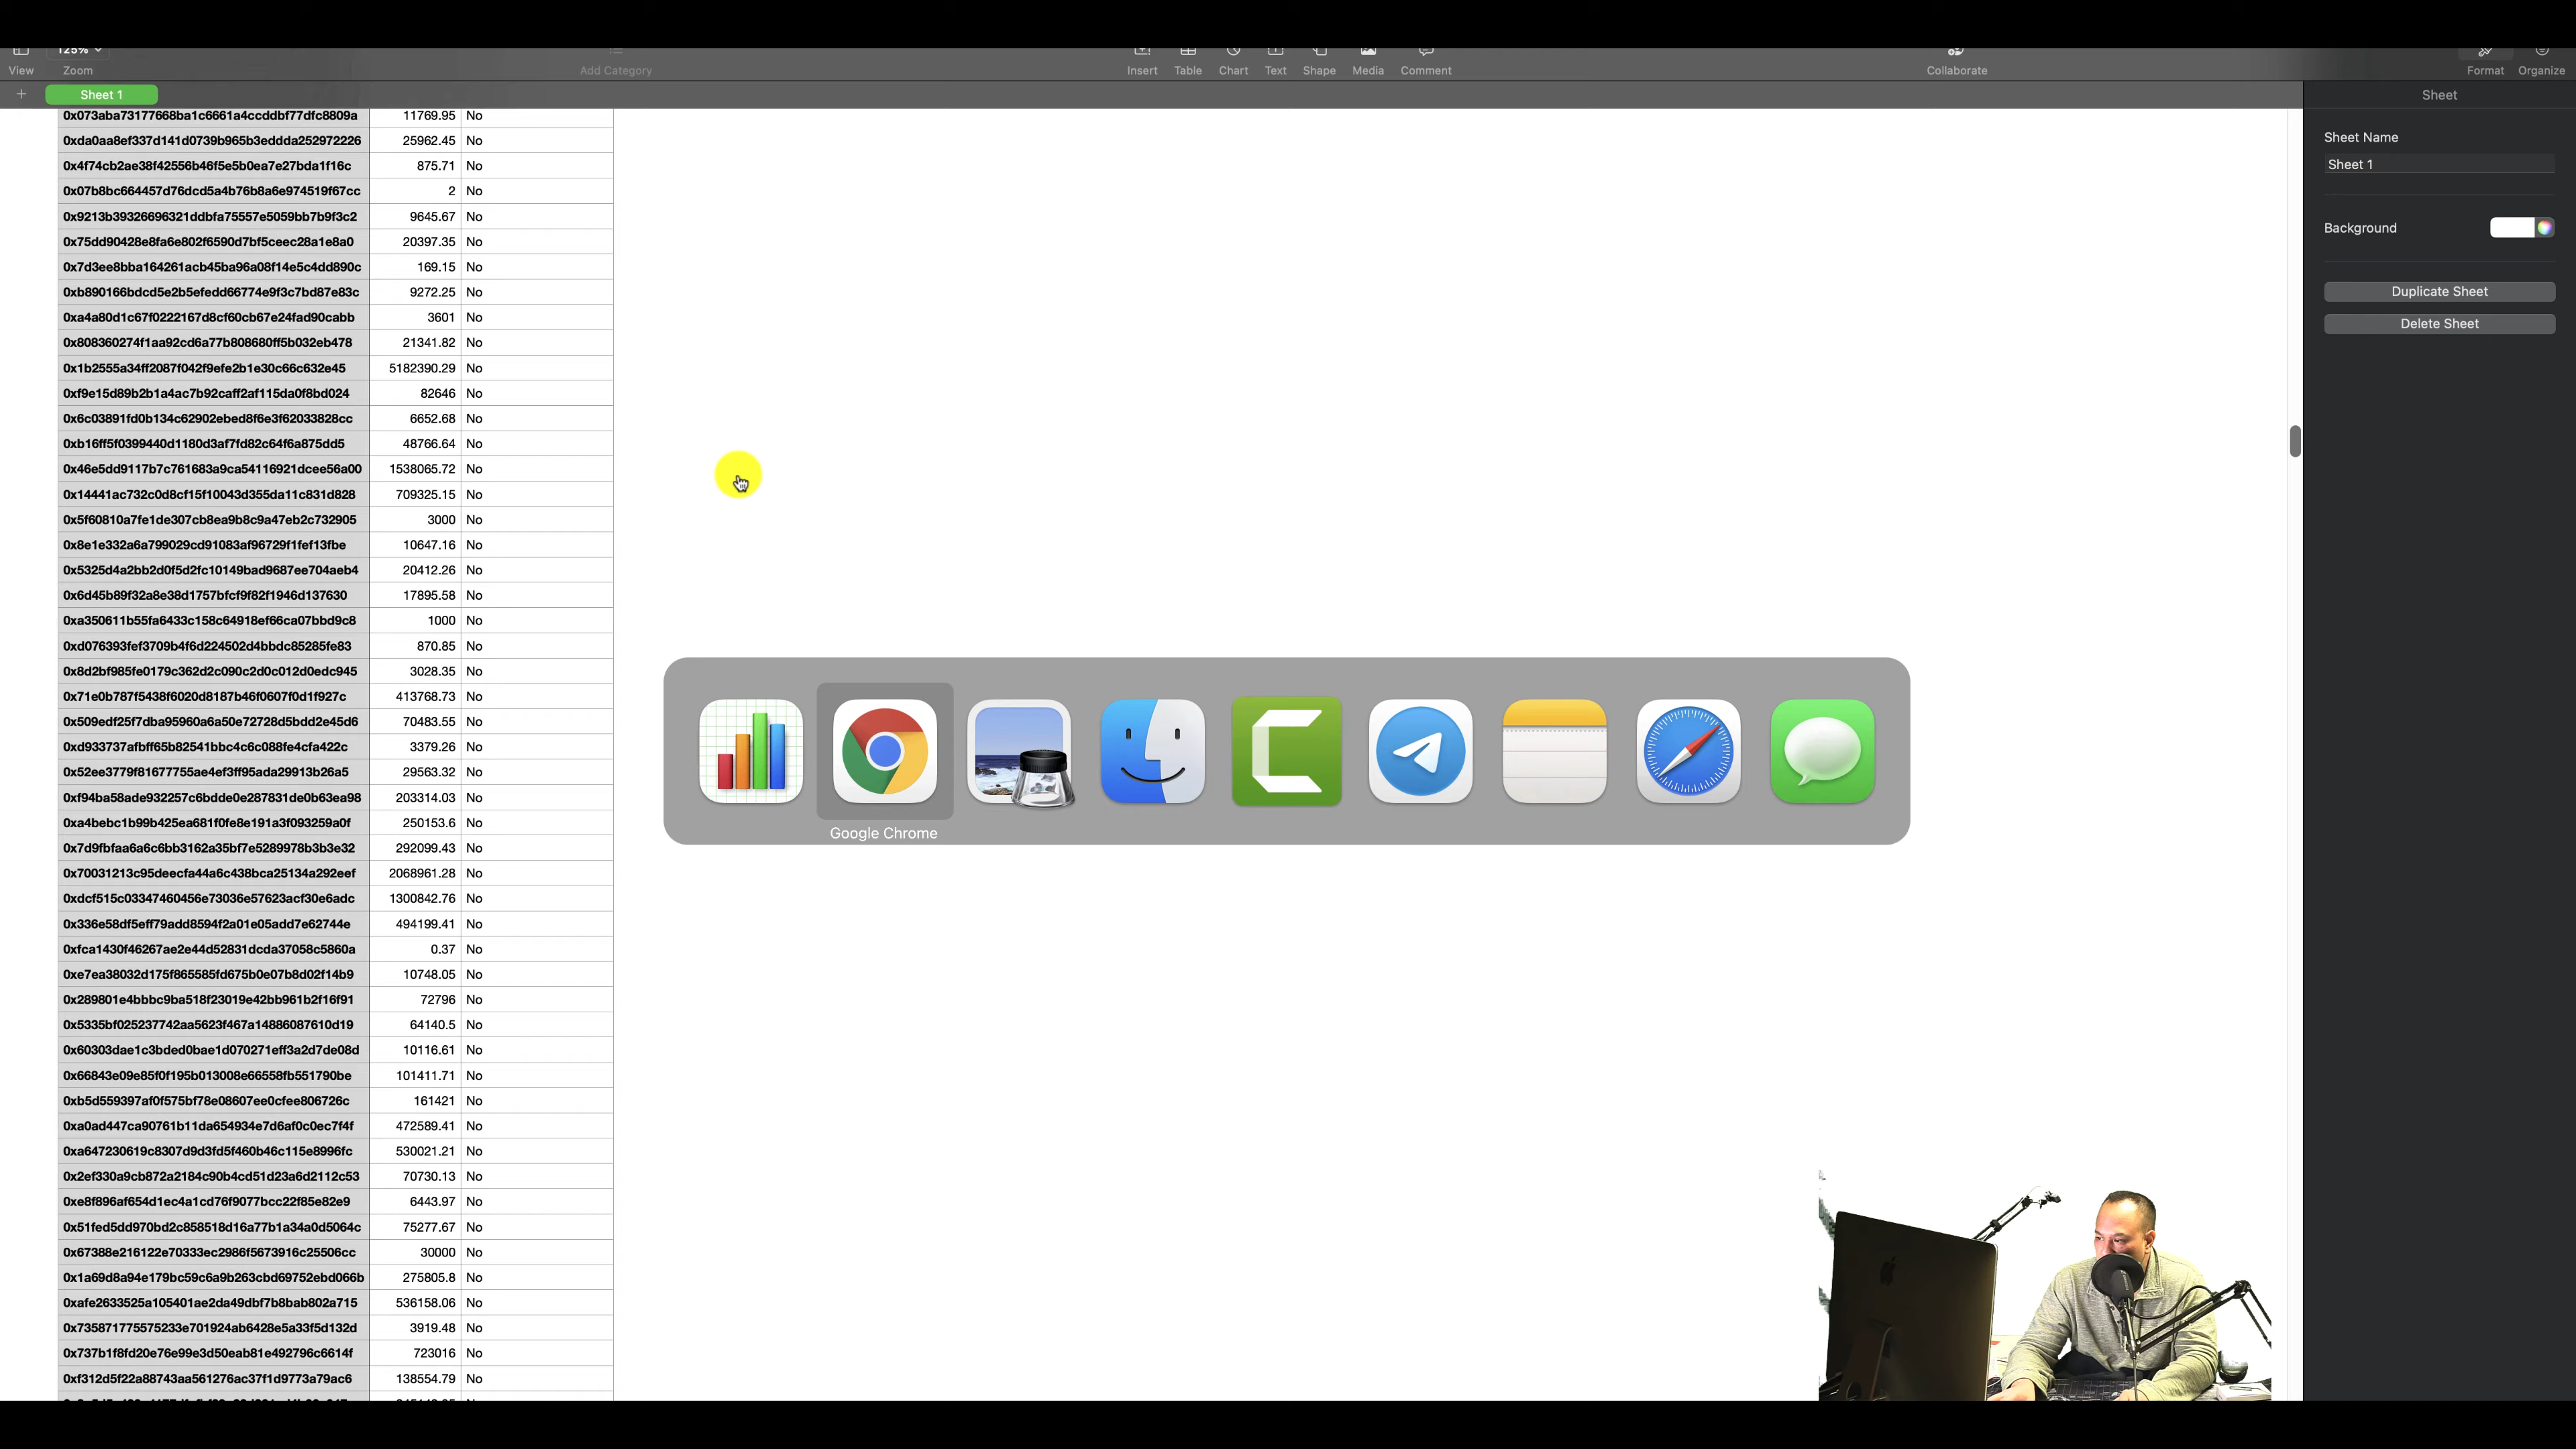 125%
View
Zoom
Add Category
Insert
Table
Chart
Text
Shape
Media
Comment
Collaborate
Format
Organize
+
Sheet 1
Sheet
0x073aba73177668ba1c6661a4ccddbf77dfc8809a 11769.95 No
0xda0aa8ef337d141d0739b965b3eddda252972226 25962.45 No
0x4f74cb2ae38f42556b46f5e5b0ea7e27bda1f16c 875.71 No
0x07b8bc664457d76dcd5a4b76b8a6e974519f67cc 2 No
0x9213b39326696321ddbfa75557e5059bb7b9f3c2 9645.67 No
0x75dd90428e8fa6e802f6590d7bf5ceec28a1e8a0 20397.35 No
0x7d3ee8bba164261acb45ba96a08f14e5c4dd890c 169.15 No
0xb890166bdcd5e2b5efedd66774e9f3c7bd87e83c 9272.25 No
0xa4a80d1c67f0222167d8cf60cb67e24fad90cabb 3601 No
0x808360274f1aa92cd6a77b808680ff5b032eb478 21341.82 No
0x1b2555a34ff2087f042f9efe2b1e30c66c632e45 5182390.29 No
0xf9e15d89b2b1a4ac7b92caff2af115da0f8bd024 82646 No
0x6c03891fd0b134c62902ebed8f6e3f62033828cc 6652.68 No
0xb16ff5f0399440d1180d3af7fd82c64f6a875dd5 48766.64 No
0x46e5dd9117b7c761683a9ca54116921dcee56a00 1538065.72 No
0x14441ac732c0d8cf15f10043d355da11c831d828 709325.15 No
0x5f60810a7fe1de307cb8ea9b8c9a47eb2c732905 3000 No
0x8e1e332a6a799029cd91083af96729f1fef13fbe 10647.16 No
0x5325d4a2bb2d0f5d2fc10149bad9687ee704aeb4 20412.26 No
0x6d45b89f32a8e38d1757bfcf9f82f1946d137630 17895.58 No
0xa350611b55fa6433c158c64918ef66ca07bbd9c8 1000 No
0xd076393fef3709b4f6d224502d4bbdc85285fe83 870.85 No
0x8d2bf985fe0179c362d2c090c2d0c012d0edc945 3028.35 No
0x71e0b787f5438f6020d8187b46f0607f0d1f927c 413768.73 No
0x509edf25f7dba95960a6a50e72728d5bdd2e45d6 70483.55 No
0xd933737afbff65b82541bbc4c6c088fe4cfa422c 3379.26 No
0x52ee3779f81677755ae4ef3ff95ada29913b26a5 29563.32 No
0xf94ba58ade932257c6bdde0e287831de0b63ea98 203314.03 No
0xa4bebc1b99b425ea681f0fe8e191a3f093259a0f 250153.6 No
0x7d9fbfaa6a6c6bb3162a35bf7e5289978b3b3e32 292099.43 No
0x70031213c95deecfa44a6c438bca25134a292eef 2068961.28 No
0xdcf515c03347460456e73036e57623acf30e6adc 1300842.76 No
0x336e58df5eff79add8594f2a01e05add7e62744e 494199.41 No
0xfca1430f46267ae2e44d52831dcda37058c5860a 0.37 No
0xe7ea38032d175f865585fd675b0e07b8d02f14b9 10748.05 No
0x289801e4bbbc9ba518f23019e42bb961b2f16f91 72796 No
0x5335bf025237742aa5623f467a14886087610d19 64140.5 No
0x60303dae1c3bded0bae1d070271eff3a2d7de08d 10116.61 No
0x66843e09e85f0f195b013008e66558fb551790be 101411.71 No
0xb5d559397af0f575bf78e08607ee0cfee806726c 161421 No
0xa0ad447ca90761b11da654934e7d6af0c0ec7f4f 472589.41 No
0xa647230619c8307d9d3fd5f460b46c115e8996fc 530021.21 No
0x2ef330a9cb872a2184c90b4cd51d23a6d2112c53 70730.13 No
0xe8f896af654d1ec4a1cd76f9077bcc22f85e82e9 6443.97 No
0x51fed5dd970bd2c858518d16a77b1a34a0d5064c 75277.67 No
0x67388e216122e70333ec2986f5673916c25506cc 30000 No
0x1a69d8a94e179bc59c6a9b263cbd69752ebd066b 275805.8 No
0xafe2633525a105401ae2da49dbf7b8bab802a715 536158.06 No
0x735871775575233e701924ab6428e5a33f5d132d 3919.48 No
0x737b1f8fd20e76e99e3d50eab81e492796c6614f 723016 No
0xf312d5f22a88743aa561276ac37f1d9773a79ac6 138554.79 No
Google Chrome
Sheet Name
Sheet 1
Background
Duplicate Sheet
Delete Sheet